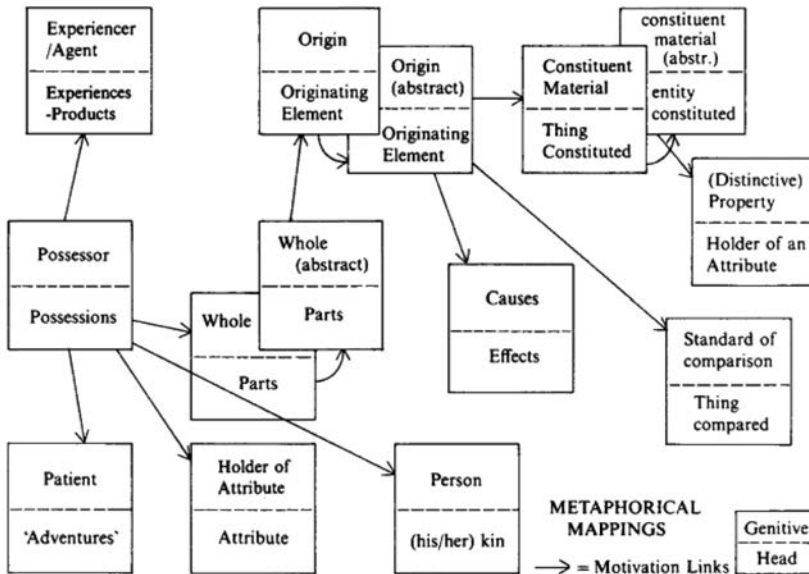 Experiencer
/Agent
Experiences
-Products
Origin
Originating
Element
Origin
(abstract)
Originating
Element
Constituent
Material
Thing
Constituted
constituent
material
(abstr.)
entity
constituted
(Distinctive)
Property
Holder of an
Attribute
Possessor
Possessions
Whole
(abstract)
Parts
Whole
Parts
Causes
Effects
Standard of
comparison
Thing
compared
Patient
'Adventures'
Holder of
Attribute
Attribute
Person
(his/her) kin
METAPHORICAL
MAPPINGS
= Motivation Links
Genitive
Head